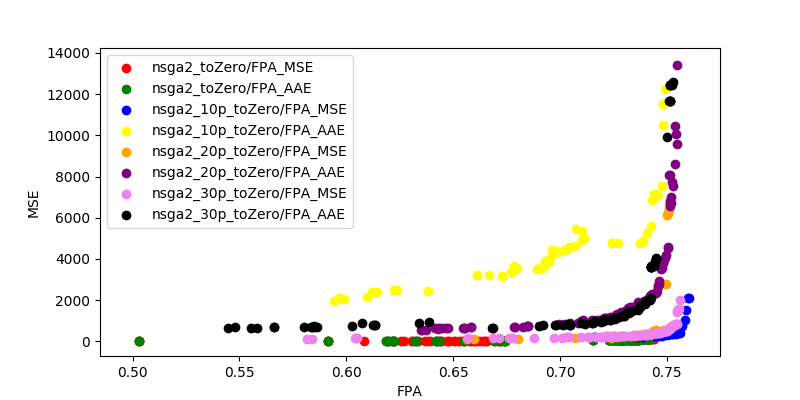 14000
12000
10000
8000
6000
4000
2000
0
MSE
nsga2_toZero/FPA_MSE
nsga2_toZero/FPA_AAE
nsga2_10p_toZero/FPA_MSE
nsga2_10p_toZero/FPA_AAE
nsga2_20p_toZero/FPA_MSE
nsga2_20p_toZero/FPA_AAE
nsga2_30p_toZero/FPA_MSE
nsga2_30p_toZero/FPA_AAE
0.50 0.55 0.60 0.65 0.70 0.75
FPA